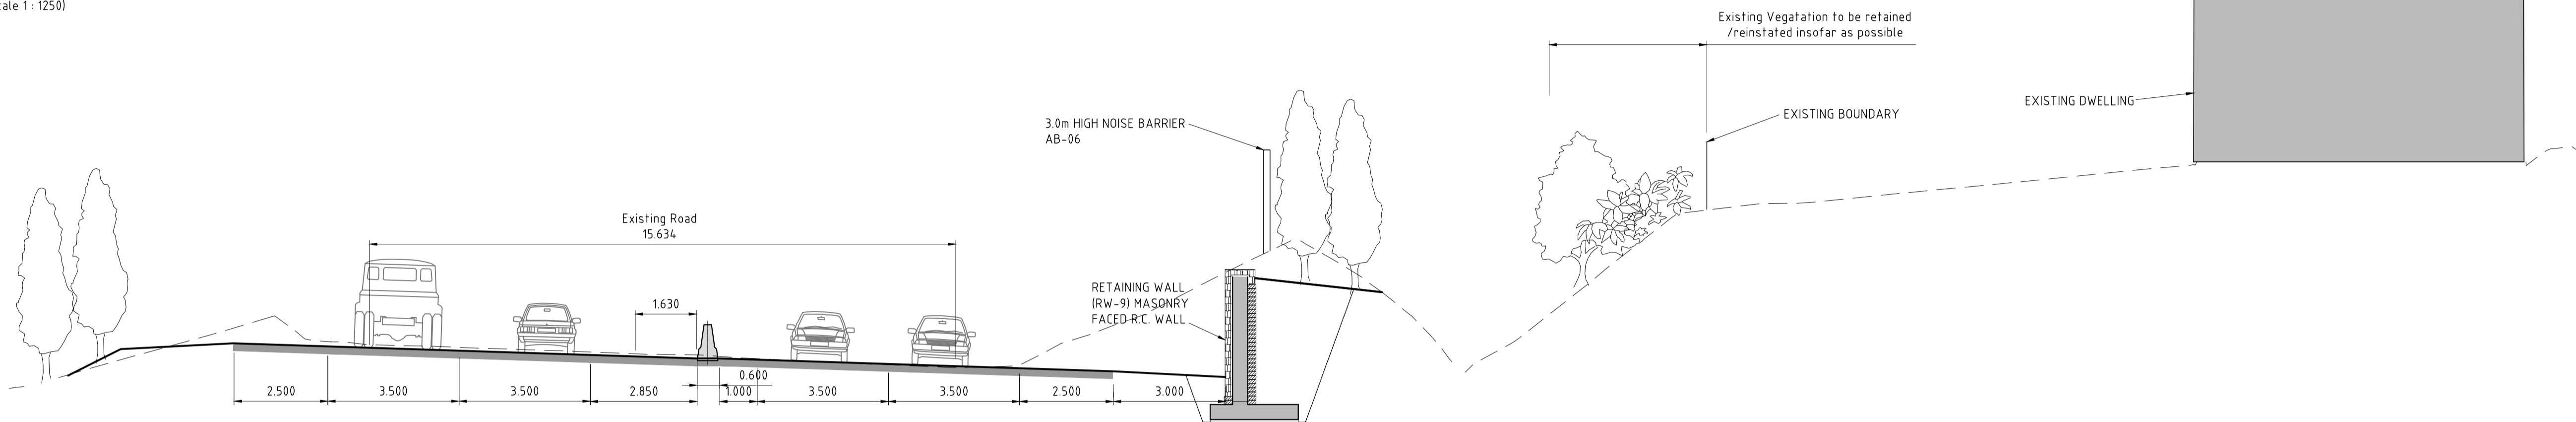 cale 1 : 1250)
Existing Vegatation to be retained
/reinstated insofar as possible
EXISTING DWELLING
EXISTING BOUNDARY
3.0m HIGH NOISE BARRIER
AB-06
Existing Road
15.634
RETAINING WALL
(RW-9) MASONRY
FACED R.C. WALL
1.630
0.600
2.500
3.500
3.500
2.850
1.000
3.500
3.500
2.500
3.000